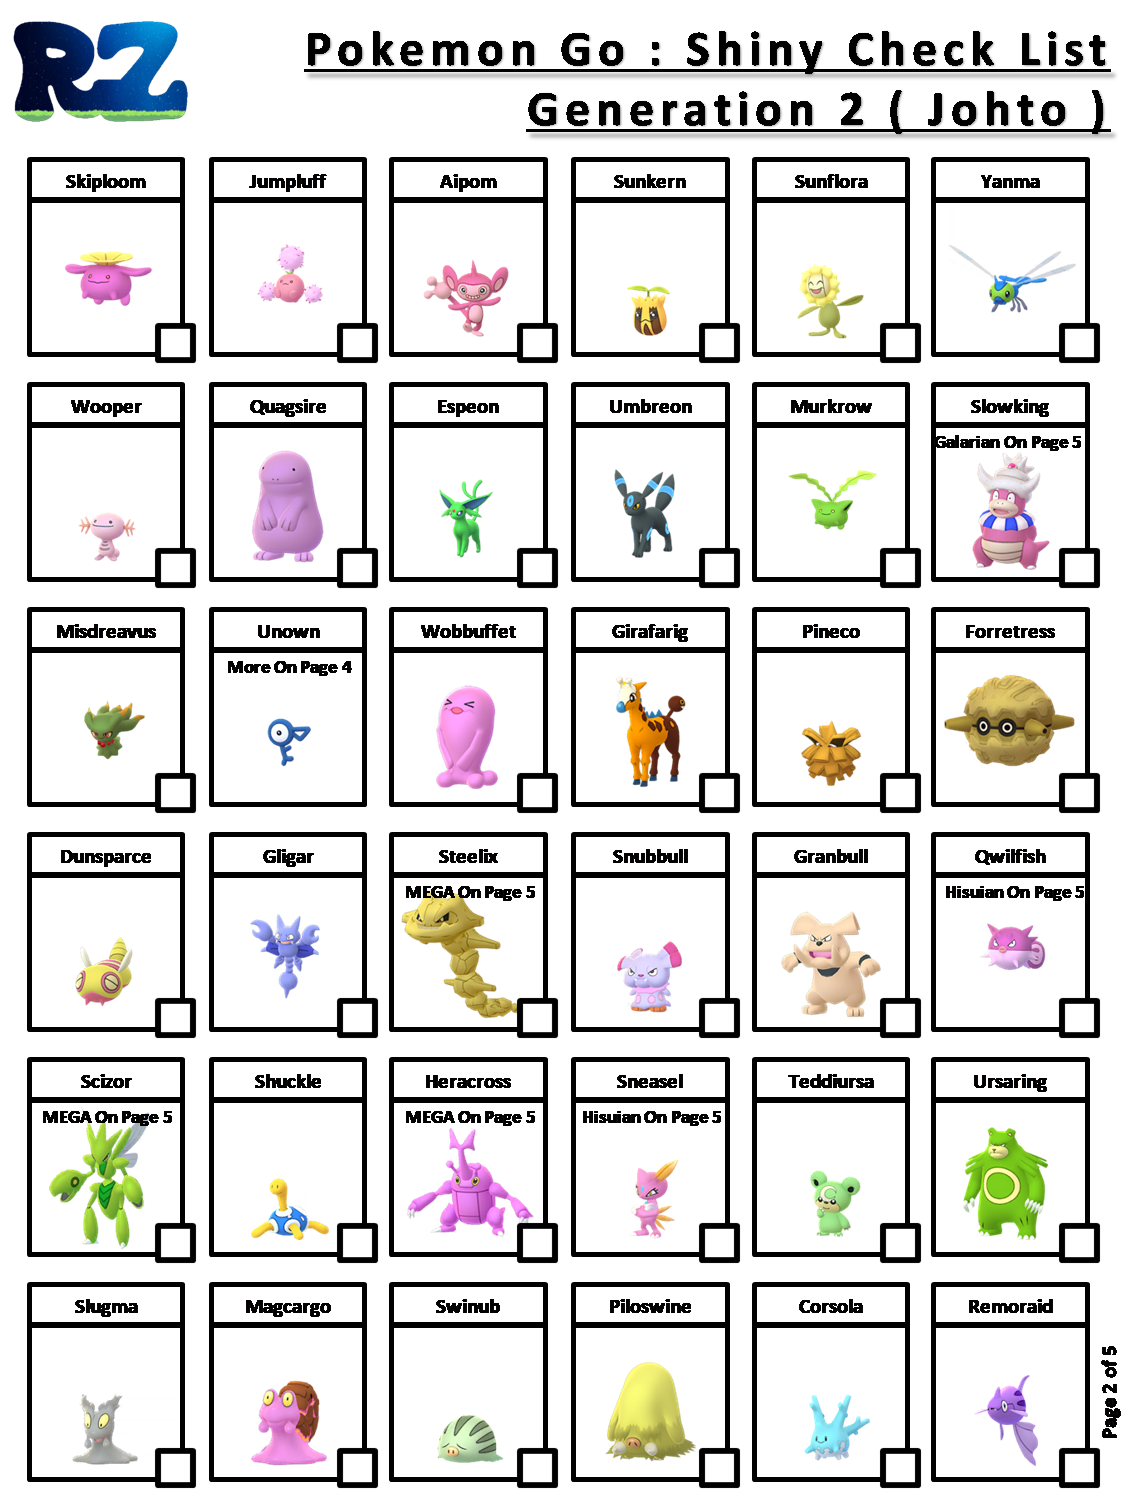 RZ
Pokemon Go : Shiny Check List
Generation 2 ( Johto )
Skiploom Jumpluff Aipom Sunkern Sunflora Yanma
Wooper Quagsire Espeon Umbreon Murkrow Slowking
Galarian On Page 5
Misdreavus Unown Wobbuffet Girafarig Pineco Forretress
More On Page 4
Dunsparce Gligar Steelix Snubbull Granbull Qwilfish
MEGA On Page 5 Hisuian On Page 5
Scizor Shuckle Heracross Sneasel Teddiursa Ursaring
MEGA On Page 5 MEGA On Page 5 Hisuian On Page 5
Slugma Magcargo Swinub Piloswine Corsola Remoraid
Page 2 of 5